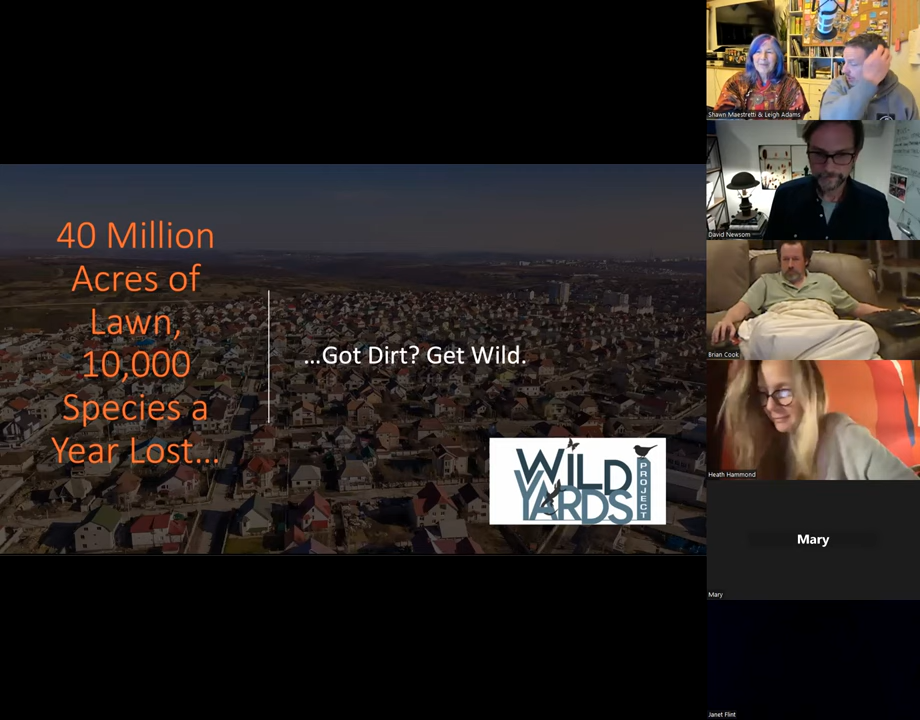 40 Million
Acres of
Lawn,
10,000
Species a
Year Lost...
...Got Dirt? Get Wild.
WILD
YARDS
PROJECT
Shawn Maestretti & Leigh Adams
David Newsom
Brian Cook
Heath Hammond
Mary
Mary
Janet Flint